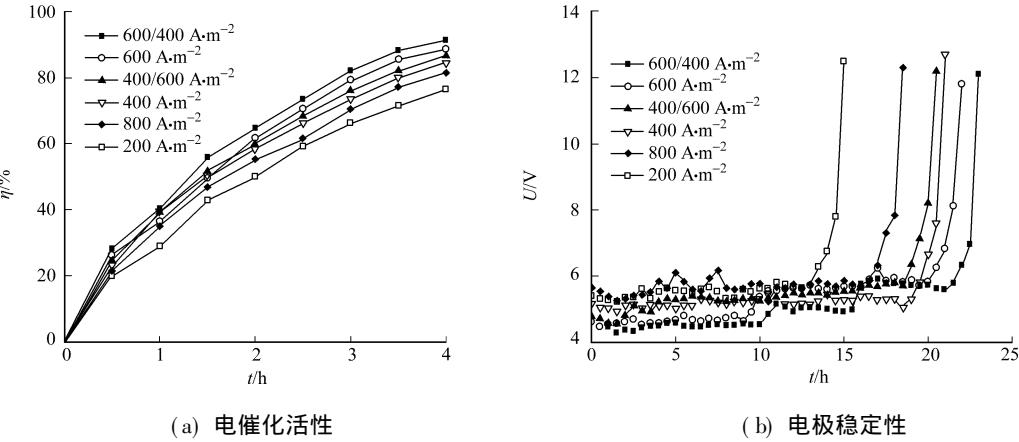 100
80
60
40
20
0
η/%
600/400 A·m⁻²
600 A·m⁻²
400/600 A·m⁻²
400 A·m⁻²
800 A·m⁻²
200 A·m⁻²
0 1 2 3 4
t/h
(a) 电催化活性
14
12
10
8
6
4
U/V
600/400 A·m⁻²
600 A·m⁻²
400/600 A·m⁻²
400 A·m⁻²
800 A·m⁻²
200 A·m⁻²
0 5 10 15 20 25
t/h
(b) 电极稳定性